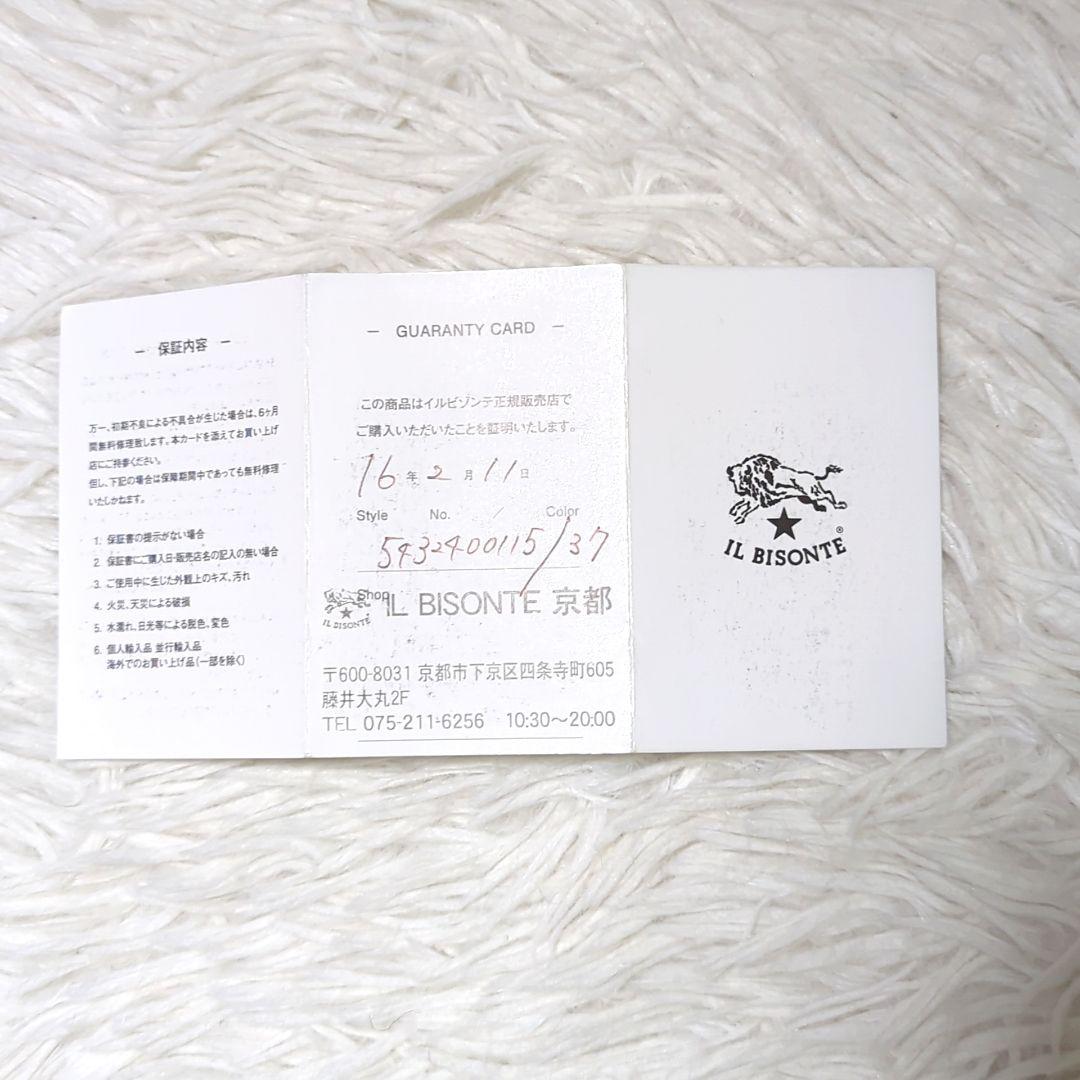 ― 保証内容 ―
万一、初期不良による不具合が生じた場合は、6ヶ月
間無料修理致します。本カードを添えてお買い上げ
店にご持参ください。
但し、下記の場合は保障期間中であっても無料修理
いたしかねます。
1. 保証書の提示がない場合
2. 保証書にご購入日・販売店名の記入の無い場合
3. ご使用中に生じた外観上のキズ、汚れ
4. 火災、天災による破損
5. 水濡れ、日光等による脱色、変色
6. 個人輸入品 並行輸入品
海外でのお買い上げ品(一部を除く)
― GUARANTY CARD ―
この商品はイルビゾンテ正規販売店で
ご購入いただいたことを証明いたします。
16年2月11日
Style No. / Color
5432400115/37
Shop
IL BISONTE
IL BISONTE 京都
〒600-8031 京都市下京区四条寺町605
藤井大丸2F
TEL 075-211-6256 10:30〜20:00
IL BISONTE®